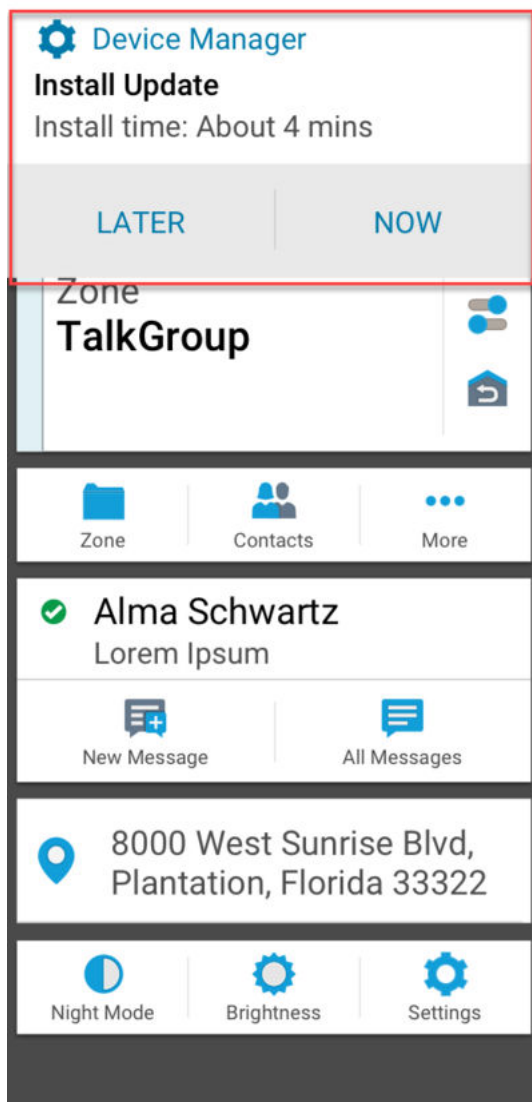 Device Manager
Install Update
Install time: About 4 mins
LATER NOW
Zone
TalkGroup
Zone Contacts More
Alma Schwartz
Lorem Ipsum
New Message All Messages
8000 West Sunrise Blvd,
Plantation, Florida 33322
Night Mode Brightness Settings